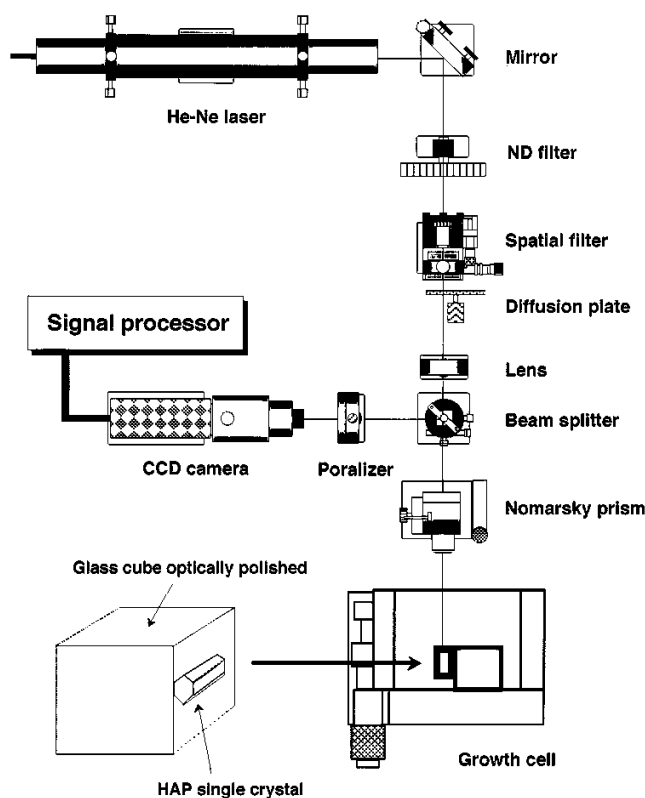 Mirror
He-Ne laser
ND filter
Spatial filter
Diffusion plate
Signal processor
Lens
Beam splitter
CCD camera
Poralizer
Nomarsky prism
Glass cube optically polished
Growth cell
HAP single crystal